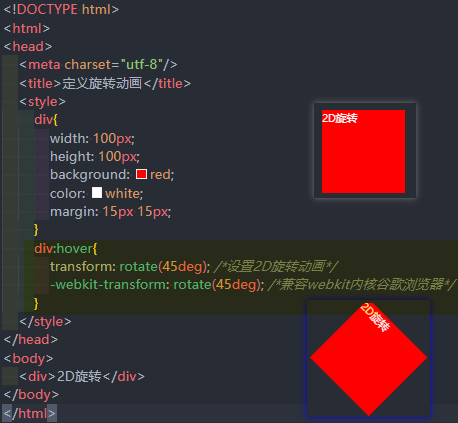 <!DOCTYPE html>
<html>
<head>
<meta charset="utf-8"/>
<title>定义旋转动画</title>
<style>
div{
width: 100px;
height: 100px;
background: red;
color: white;
margin: 15px 15px;
}
div:hover{
transform: rotate(45deg); /*设置2D旋转动画*/
-webkit-transform: rotate(45deg); /*兼容webkit内核谷歌浏览器*/
}
</style>
</head>
<body>
<div>2D旋转</div>
</body>
</html>
2D旋转
2D旋转